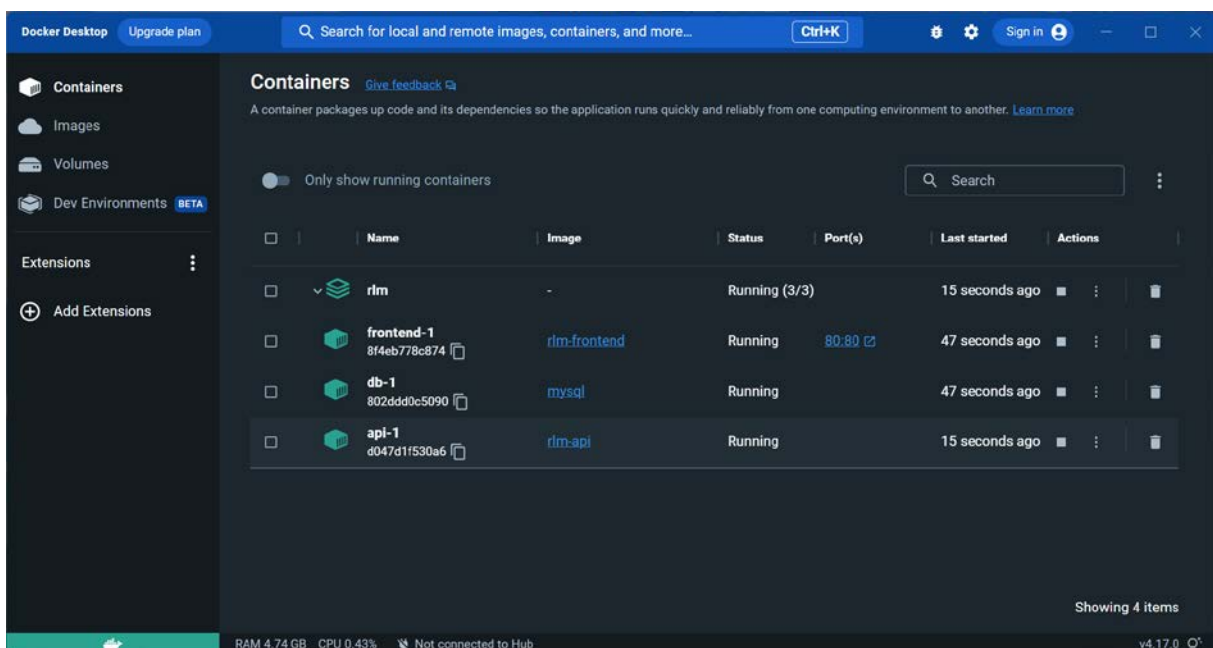 Docker Desktop Upgrade plan Search for local and remote images, containers, and more... Ctrl+K Sign in
Containers
Images
Volumes
Dev Environments BETA
Extensions
Add Extensions
Containers Give feedback
A container packages up code and its dependencies so the application runs quickly and reliably from one computing environment to another. Learn more
Only show running containers Search
Name Image Status Port(s) Last started Actions
rlm - Running (3/3) 15 seconds ago
frontend-1
8f4eb778c874
rlm-frontend Running 80:80 47 seconds ago
db-1
802ddd0c5090
mysql Running 47 seconds ago
api-1
d047d1f530a6
rlm-api Running 15 seconds ago
Showing 4 items
RAM 4.74 GB CPU 0.43% Not connected to Hub v4.17.0